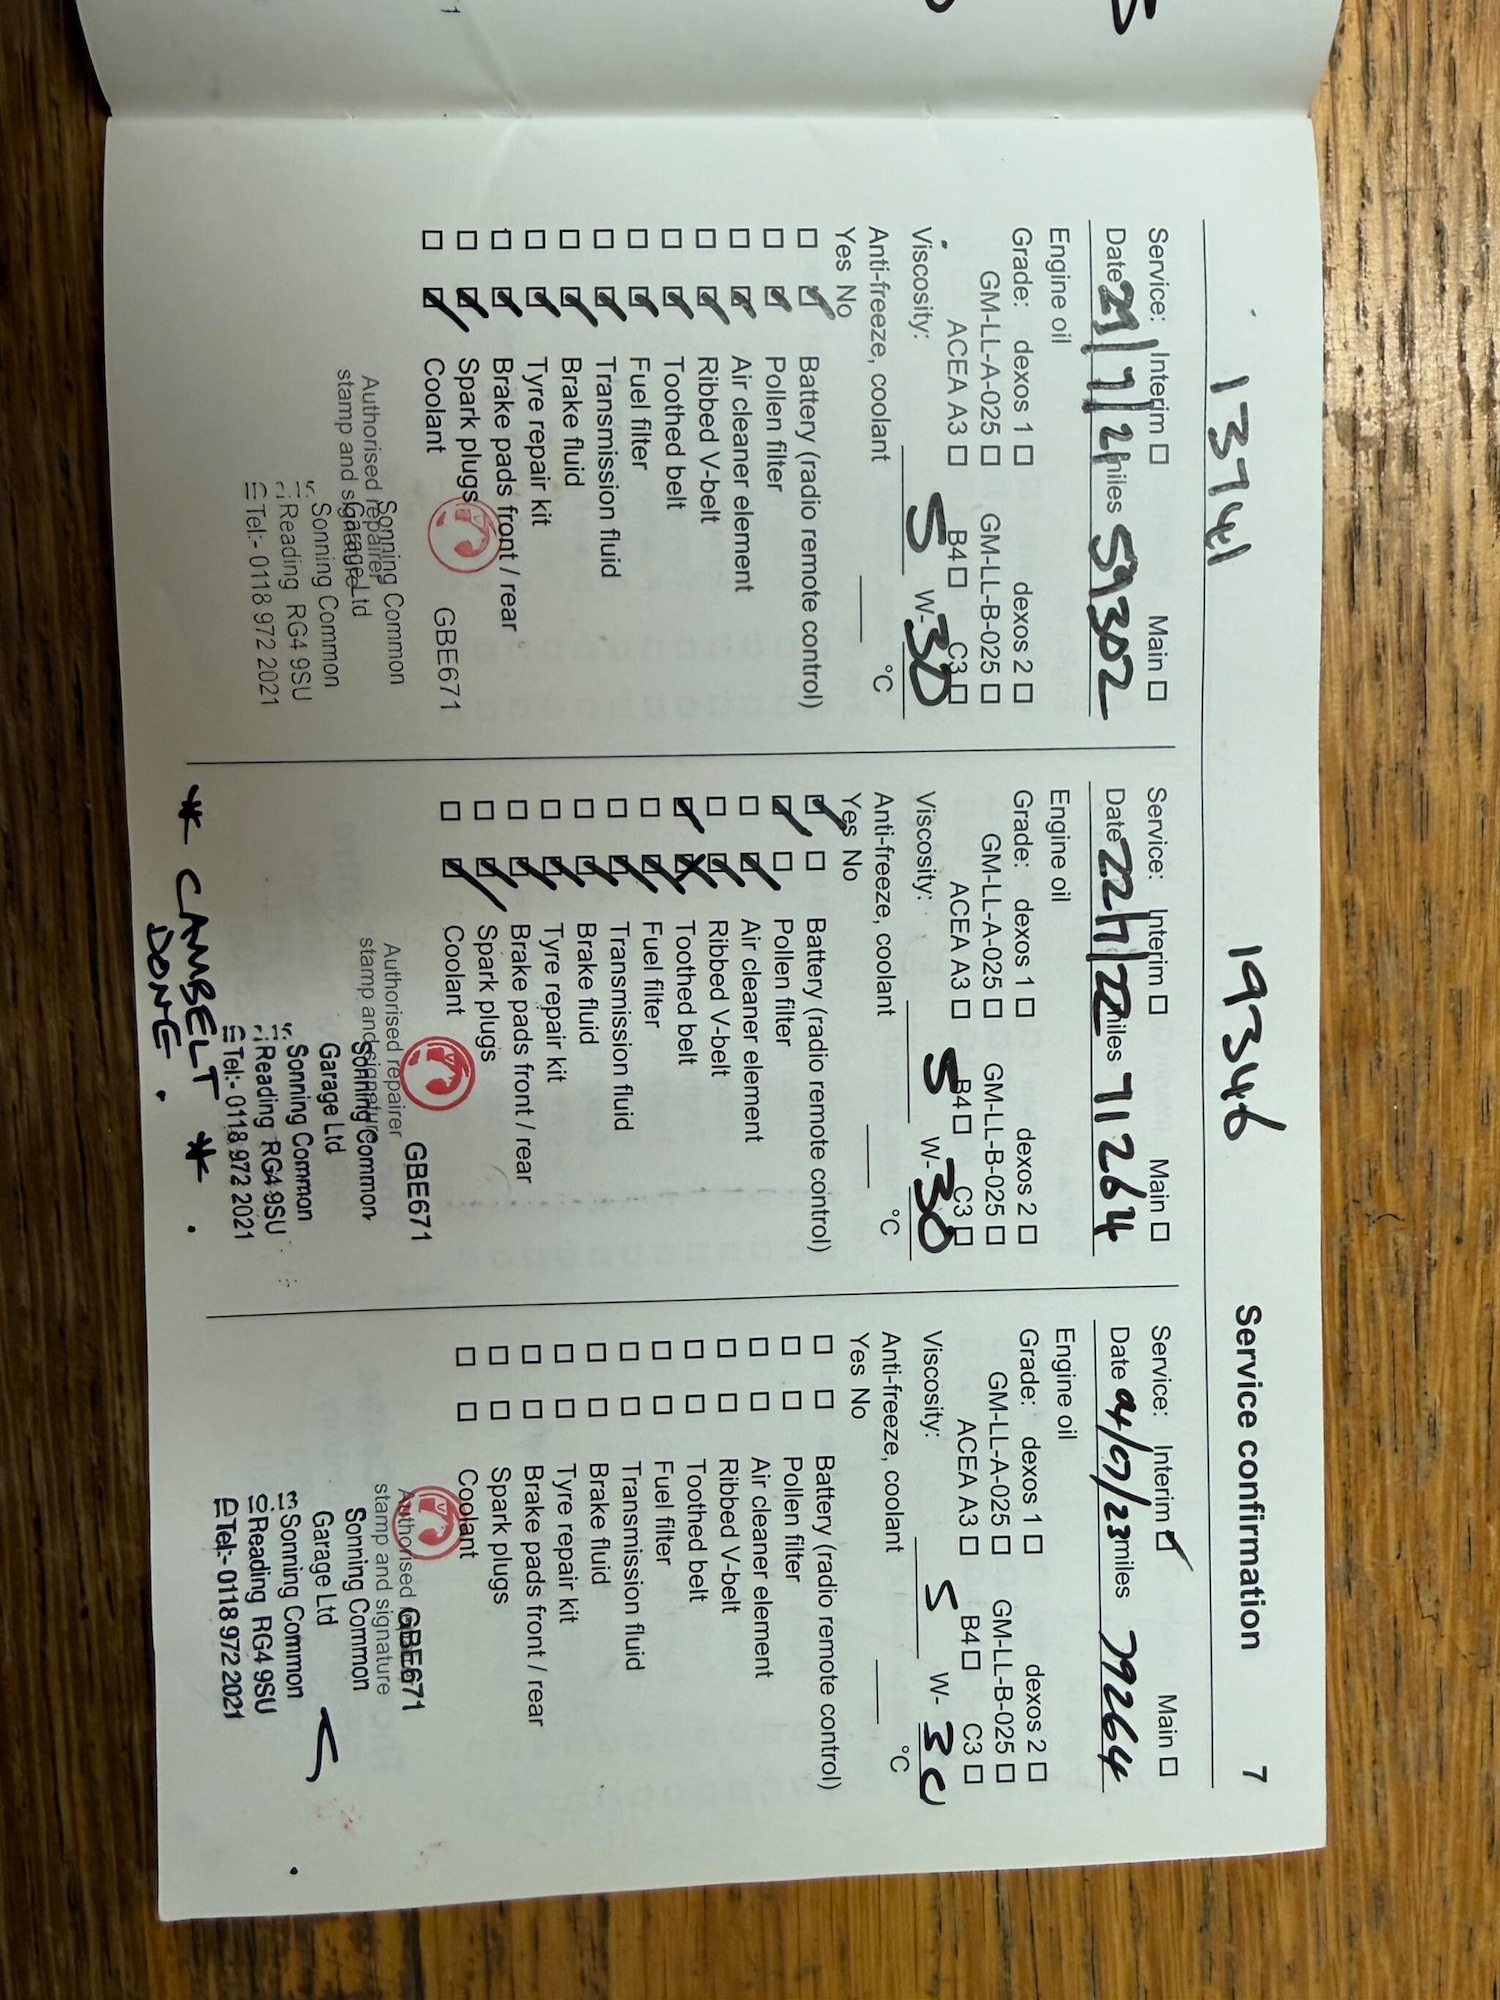 13741
19346
Service confirmation 7
Service: Interim ☐ Main ☐
Date 29/7/21 miles 59302
Engine oil
Grade: dexos 1 ☐ dexos 2 ☐
GM-LL-A-025 ☐ GM-LL-B-025 ☐
ACEA A3 ☐ B4 ☐ C3 ☐
Viscosity: 5 W- 30
Anti-freeze, coolant °C
Yes No
☐ ☑ Battery (radio remote control)
☐ ☑ Pollen filter
☐ ☑ Air cleaner element
☐ ☑ Ribbed V-belt
☐ ☑ Toothed belt
☐ ☑ Fuel filter
☐ ☑ Transmission fluid
☐ ☑ Brake fluid
☐ ☑ Tyre repair kit
☐ ☑ Brake pads front / rear
☐ ☑ Spark plugs
☐ ☑ Coolant
GBE671
Authorised repairer
stamp and signature
Sonning Common
Garage Ltd
Sonning Common
Reading RG4 9SU
Tel:- 0118 972 2021
Service: Interim ☐ Main ☐
Date 22/7/22 miles 71264
Engine oil
Grade: dexos 1 ☐ dexos 2 ☐
GM-LL-A-025 ☐ GM-LL-B-025 ☐
ACEA A3 ☐ B4 ☐ C3 ☐
Viscosity: 5 W- 30
Anti-freeze, coolant °C
Yes No
☑ ☐ Battery (radio remote control)
☑ ☐ Pollen filter
☐ ☑ Air cleaner element
☐ ☑ Ribbed V-belt
☑ ☒ Toothed belt
☐ ☑ Fuel filter
☐ ☑ Transmission fluid
☐ ☑ Brake fluid
☐ ☑ Tyre repair kit
☐ ☑ Brake pads front / rear
☐ ☑ Spark plugs
☐ ☑ Coolant
GBE671
Authorised repairer
stamp and signature
Sonning Common
Garage Ltd
Sonning Common
Reading RG4 9SU
Tel:- 0118 972 2021
* CAMBELT *
DONE.
Service: Interim ☑ Main ☐
Date 04/07/23 miles 79264
Engine oil
Grade: dexos 1 ☐ dexos 2 ☐
GM-LL-A-025 ☐ GM-LL-B-025 ☐
ACEA A3 ☐ B4 ☐ C3 ☐
Viscosity: 5 W- 30
Anti-freeze, coolant °C
Yes No
☐ ☐ Battery (radio remote control)
☐ ☐ Pollen filter
☐ ☐ Air cleaner element
☐ ☐ Ribbed V-belt
☐ ☐ Toothed belt
☐ ☐ Fuel filter
☐ ☐ Transmission fluid
☐ ☐ Brake fluid
☐ ☐ Tyre repair kit
☐ ☐ Brake pads front / rear
☐ ☐ Spark plugs
☐ ☐ Coolant
Authorised
GBE671
stamp and signature
Sonning Common
Garage Ltd
Sonning Common
Reading RG4 9SU
Tel:- 0118 972 2021